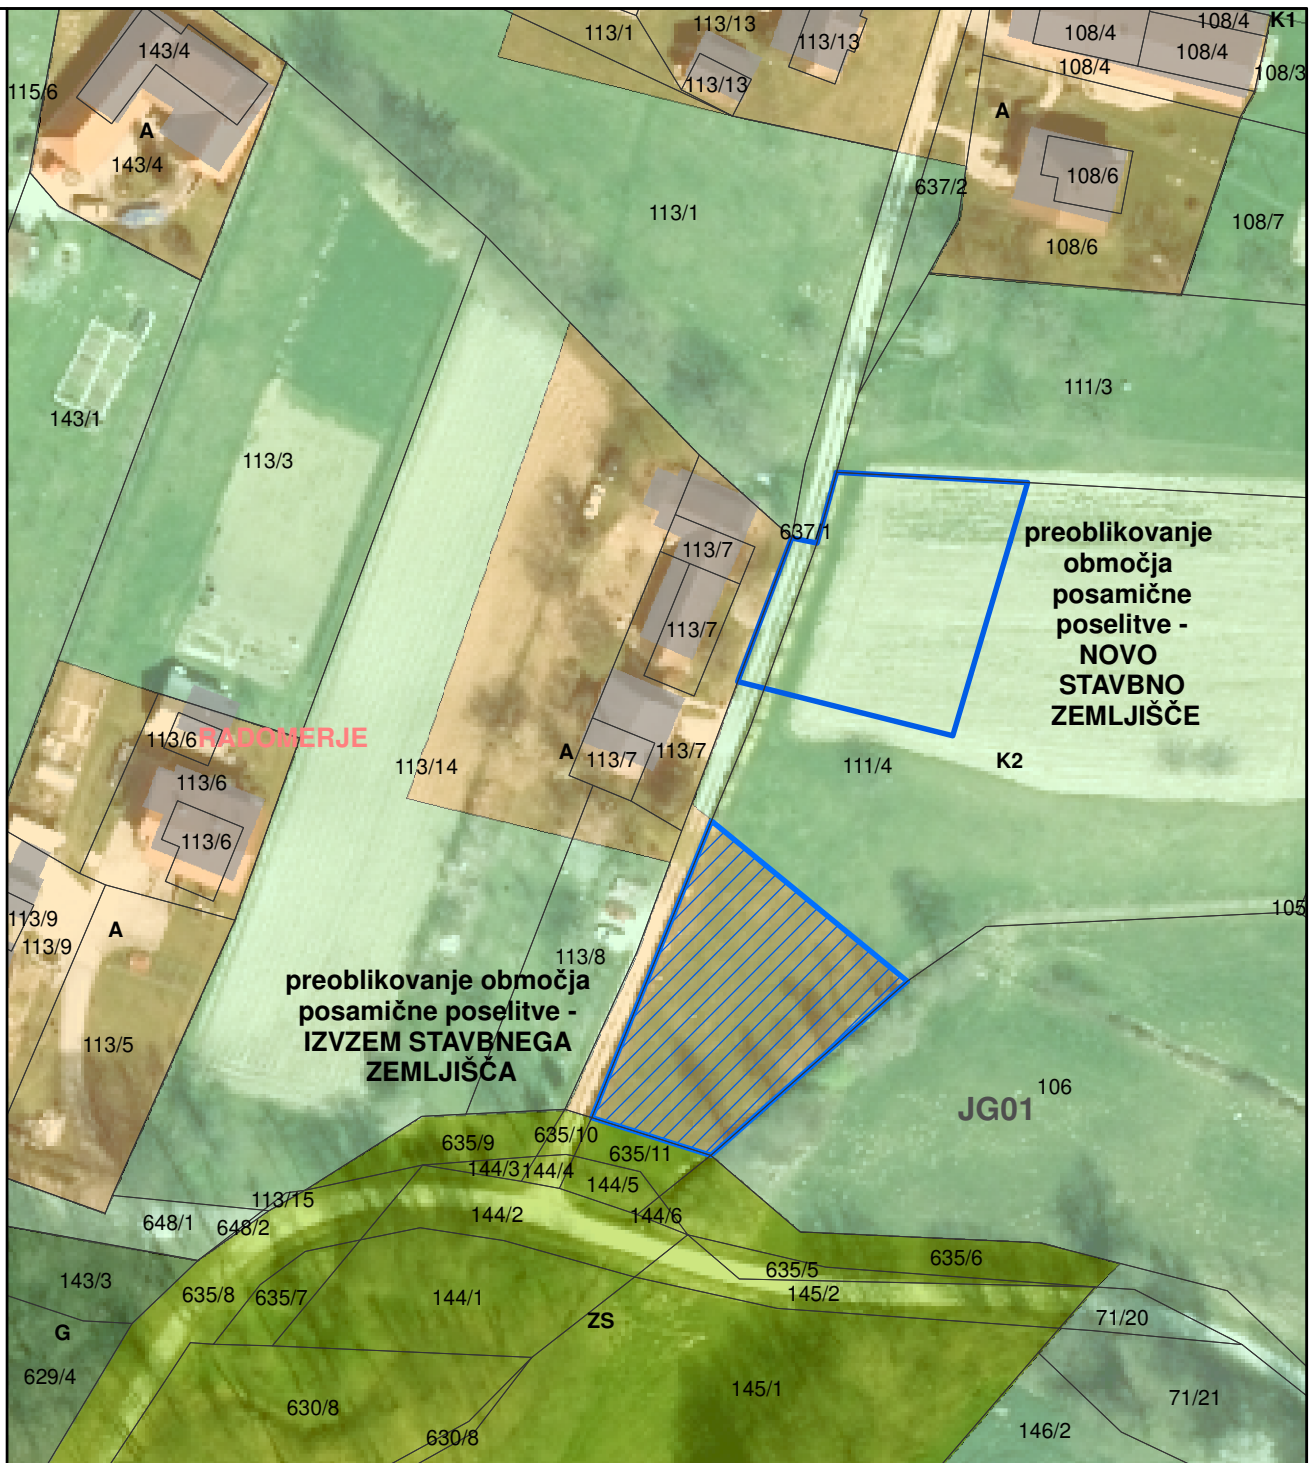 113/13
108/4
K1
143/4
113/1
113/13
108/4
108/4
108/4
113/13
108/3
115/6
A
A
143/4
108/6
637/2
113/1
108/7
108/6
111/3
143/1
113/3
637/1
113/7
preoblikovanje
območja
posamične
poselitve -
NOVO
STAVBNO
ZEMLJIŠČE
113/7
113/6
RADOMERJE
A
113/7
113/7
113/14
111/4
K2
113/6
113/6
113/9
113/9
A
105
113/8
preoblikovanje območja
posamične poselitve -
IZVZEM STAVBNEGA
ZEMLJIŠČA
113/5
106
JG01
635/9
635/10
635/11
144/3
144/4
144/5
113/15
648/1
648/2
144/2
144/6
635/6
635/5
143/3
635/8
635/7
144/1
145/2
71/20
G
ZS
629/4
145/1
71/21
630/8
630/8
146/2